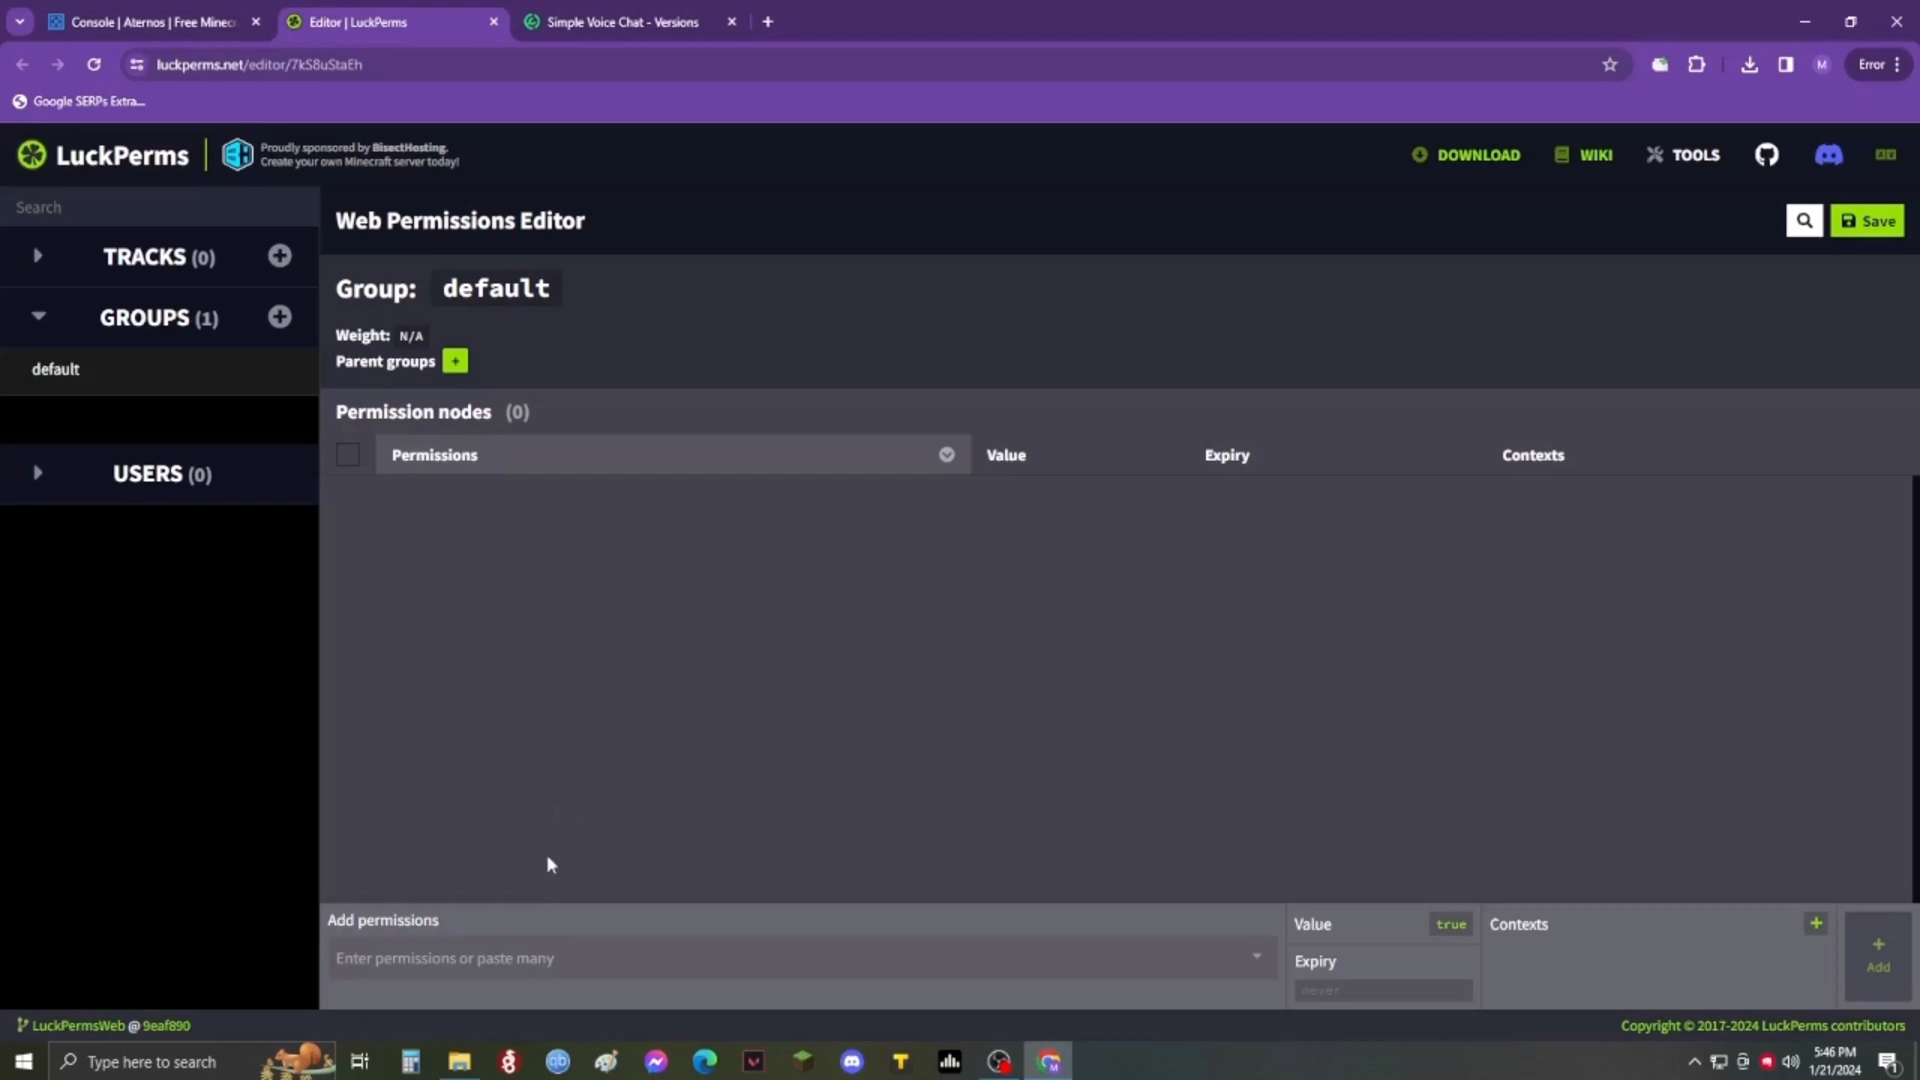 Console | Aternos | Free Minec
Editor | LuckPerms
Simple Voice Chat - Versions
luckperms.net/editor/7kS8uStaEh
M
Error
Google SERPs Extra...
LuckPerms
Proudly sponsored by BisectHosting.
Create your own Minecraft server today!
DOWNLOAD
WIKI
TOOLS
Search
Web Permissions Editor
Save
TRACKS (0)
GROUPS (1)
default
USERS (0)
Group: default
Weight: N/A
Parent groups +
Permission nodes (0)
Permissions
Value
Expiry
Contexts
Add permissions
Enter permissions or paste many
Value true
Expiry
never
Contexts +
+
Add
LuckPermsWeb @ 9eaf890
Copyright © 2017-2024 LuckPerms contributors
Type here to search
qb
T
M
5:46 PM
1/21/2024
1